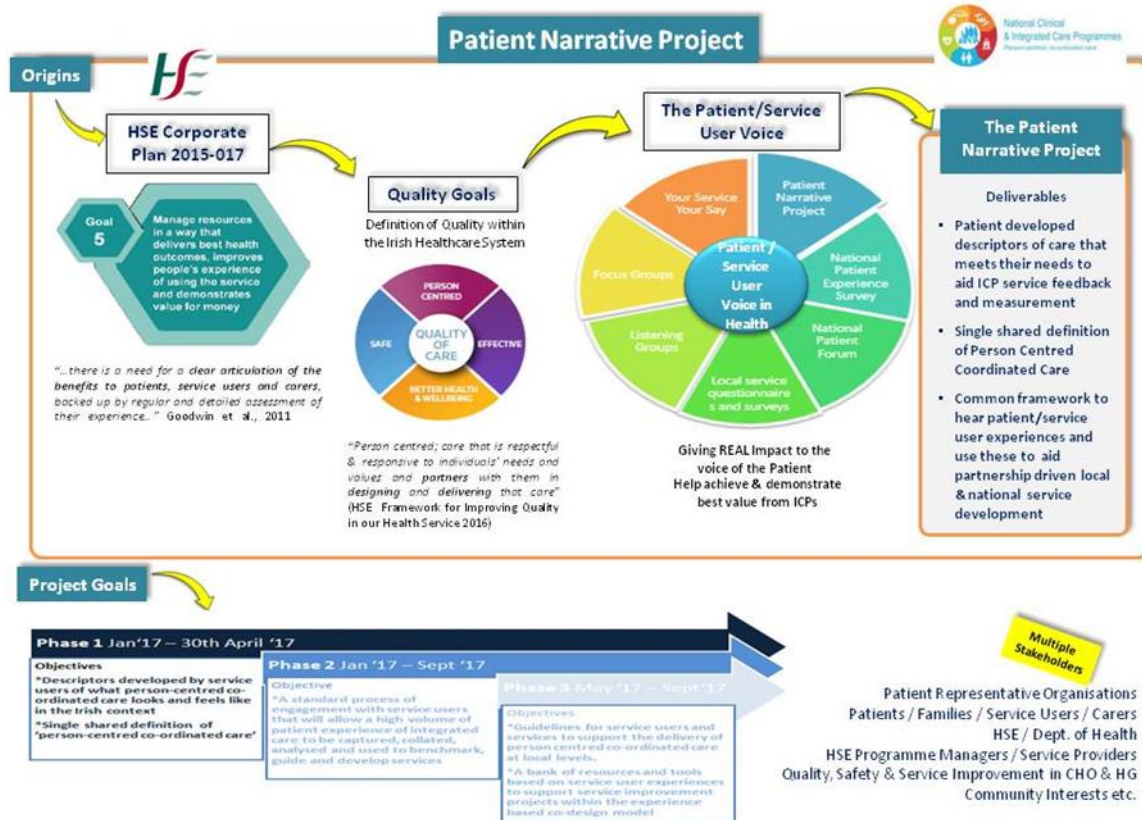 Patient Narrative Project
National Clinical
& Integrated Care Programmes
Person-centred, co-ordinated care
Origins
HSE Corporate
Plan 2015-017
Goal
5
Manage resources
in a way that
delivers best health
outcomes, improves
people's experience
of using the service
and demonstrates
value for money
"...there is a need for a clear articulation of the
benefits to patients, service users and carers,
backed up by regular and detailed assessment of
their experience.." Goodwin et al., 2011
Quality Goals
Definition of Quality within
the Irish Healthcare System
PERSON
CENTRED
SAFE
QUALITY
OF
CARE
EFFECTIVE
BETTER HEALTH
& WELLBEING
"Person centred; care that is respectful
& responsive to individuals' needs and
values and partners with them in
designing and delivering that care"
(HSE Framework for Improving Quality
in our Health Service 2016)
The Patient/Service
User Voice
Your Service
Your Say
Patient
Narrative
Project
Focus Groups
Patient /
Service
User
Voice in
Health
National
Patient
Experience
Survey
Listening
Groups
National
Patient
Forum
Local service
questionnaire
s and surveys
Giving REAL Impact to the
voice of the Patient
Help achieve & demonstrate
best value from ICPs
The Patient
Narrative Project
Deliverables
• Patient developed
descriptors of care that
meets their needs to
aid ICP service feedback
and measurement
• Single shared definition
of Person Centred
Coordinated Care
• Common framework to
hear patient/service
user experiences and
use these to aid
partnership driven local
& national service
development
Project Goals
Phase 1 Jan'17 – 30th April '17
Objectives
*Descriptors developed by service
users of what person-centred co-
ordinated care looks and feels like
in the Irish context
*Single shared definition of
'person-centred co-ordinated care'
Phase 2 Jan '17 – Sept '17
Objective
*A standard process of
engagement with service users
that will allow a high volume of
patient experience of integrated
care to be captured, collated,
analysed and used to benchmark,
guide and develop services
Phase 3 May '17 – Sept'17
Objectives.
*Guidelines for service users and
services to support the delivery of
person centred co-ordinated care
at local levels.
*A bank of resources and tools
based on service user experiences
to support service improvement
projects within the experience
based co-design model
Multiple
Stakeholders
Patient Representative Organisations
Patients / Families / Service Users / Carers
HSE / Dept. of Health
HSE Programme Managers / Service Providers
Quality, Safety & Service Improvement in CHO & HG
Community Interests etc.